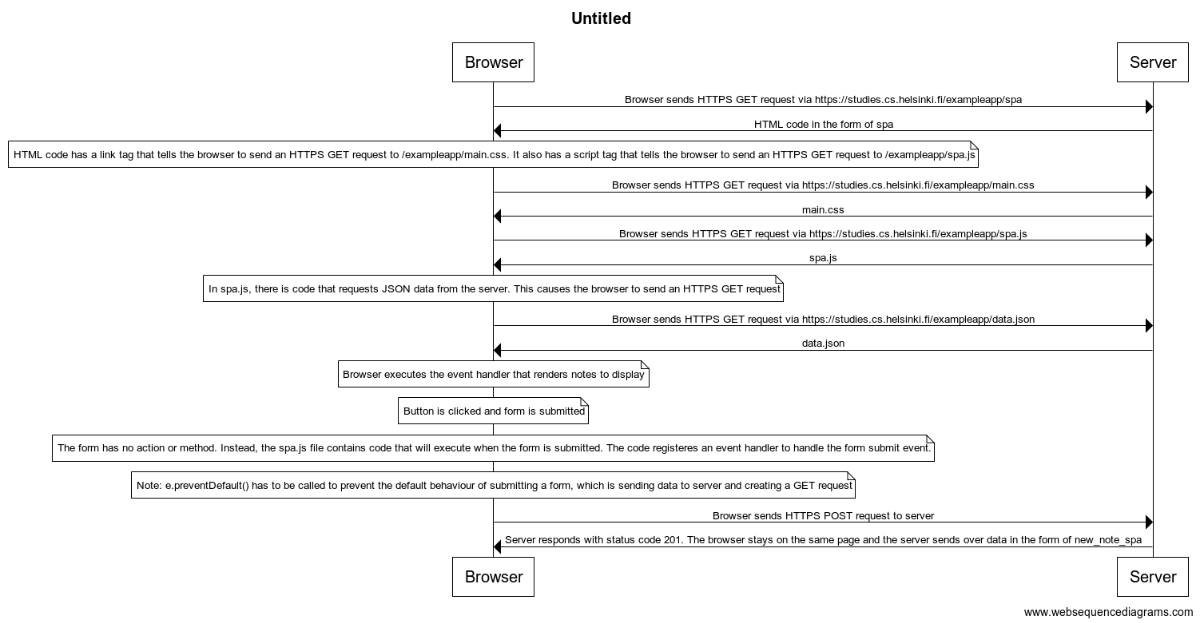 Untitled
Browser
Server
Browser sends HTTPS GET request via https://studies.cs.helsinki.fi/exampleapp/spa
HTML code in the form of spa
HTML code has a link tag that tells the browser to send an HTTPS GET request to /exampleapp/main.css. It also has a script tag that tells the browser to send an HTTPS GET request to /exampleapp/spa.js
Browser sends HTTPS GET request via https://studies.cs.helsinki.fi/exampleapp/main.css
main.css
Browser sends HTTPS GET request via https://studies.cs.helsinki.fi/exampleapp/spa.js
spa.js
In spa.js, there is code that requests JSON data from the server. This causes the browser to send an HTTPS GET request
Browser sends HTTPS GET request via https://studies.cs.helsinki.fi/exampleapp/data.json
data.json
Browser executes the event handler that renders notes to display
Button is clicked and form is submitted
The form has no action or method. Instead, the spa.js file contains code that will execute when the form is submitted. The code registeres an event handler to handle the form submit event.
Note: e.preventDefault() has to be called to prevent the default behaviour of submitting a form, which is sending data to server and creating a GET request
Browser sends HTTPS POST request to server
Server responds with status code 201. The browser stays on the same page and the server sends over data in the form of new_note_spa
Browser
Server
www.websequencediagrams.com